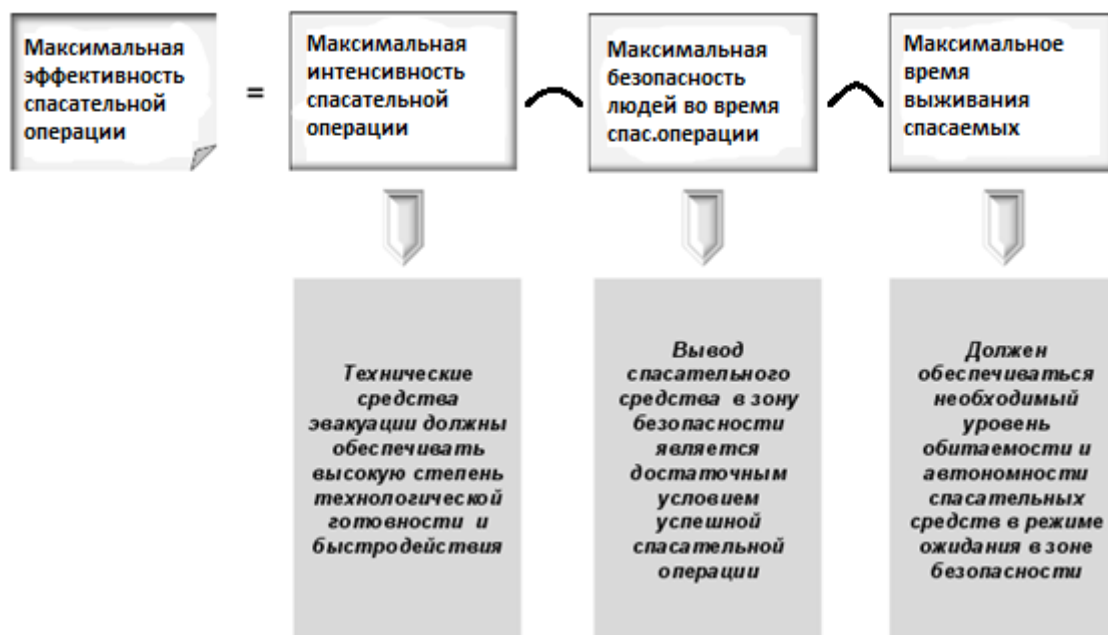 Максимальная
эффективность
спасательной
операции
=
Максимальная
интенсивность
спасательной
операции
Максимальная
безопасность
людей во время
спас.операции
Максимальное
время
выживания
спасаемых
Технические
средства
эвакуации должны
обеспечивать
высокую степень
технологической
готовности и
быстродействия
Вывод
спасательного
средства в зону
безопасности
является
достаточным
условием
успешной
спасательной
операции
Должен
обеспечиваться
необходимый
уровень
обитаемости и
автономности
спасательных
средств в режиме
ожидания в зоне
безопасности